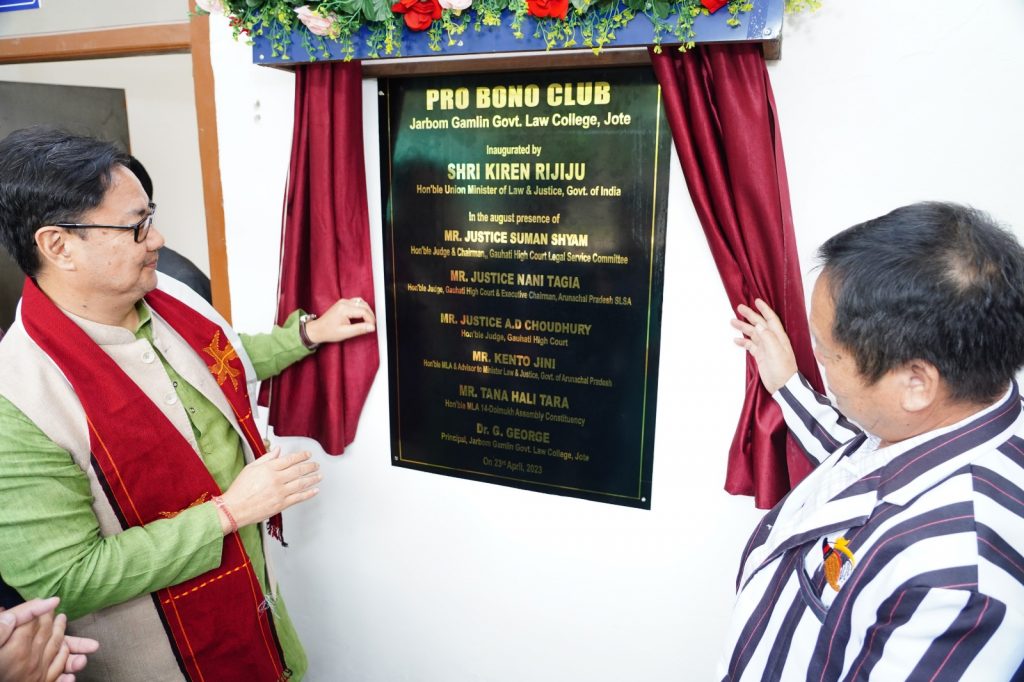 PRO BONO CLUB
Jarbom Gamlin Govt. Law College, Jote
Inaugurated by
SHRI KIREN RIJIJU
Hon'ble Union Minister of Law & Justice, Govt. of India
In the august presence of
MR. JUSTICE SUMAN SHYAM
Hon'ble Judge & Chairman,, Gauhati High Court Legal Service Committee
MR. JUSTICE NANI TAGIA
Hon'ble Judge, Gauhati High Court & Executive Chairman, Arunachal Pradesh SLSA
MR. JUSTICE A.D CHOUDHURY
Hon'ble Judge, Gauhati High Court
MR. KENTO JINI
Hon'ble MLA & Advisor to Minister Law & Justice, Govt. of Arunachal Pradesh
MR. TANA HALI TARA
Hon'ble MLA 14-Doimukh Assembly Constituency
Dr. G. GEORGE
Principal, Jarbom Gamlin Govt. Law College, Jote
On 23rd April, 2023